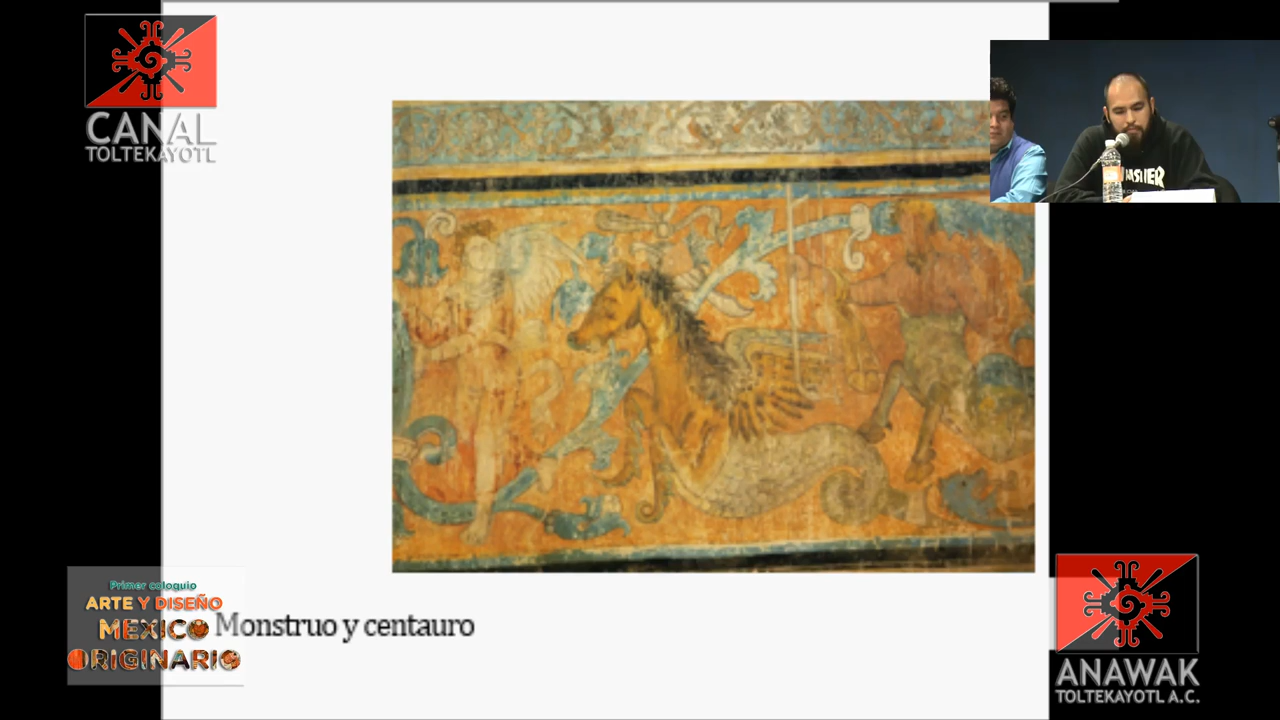 CANAL
TOLTEKAYOTL
Primer coloquio
ARTE Y DISEÑO
MEXICO
ORIGINARIO
Monstruo y centauro
ANAWAK
TOLTEKAYOTL A.C.